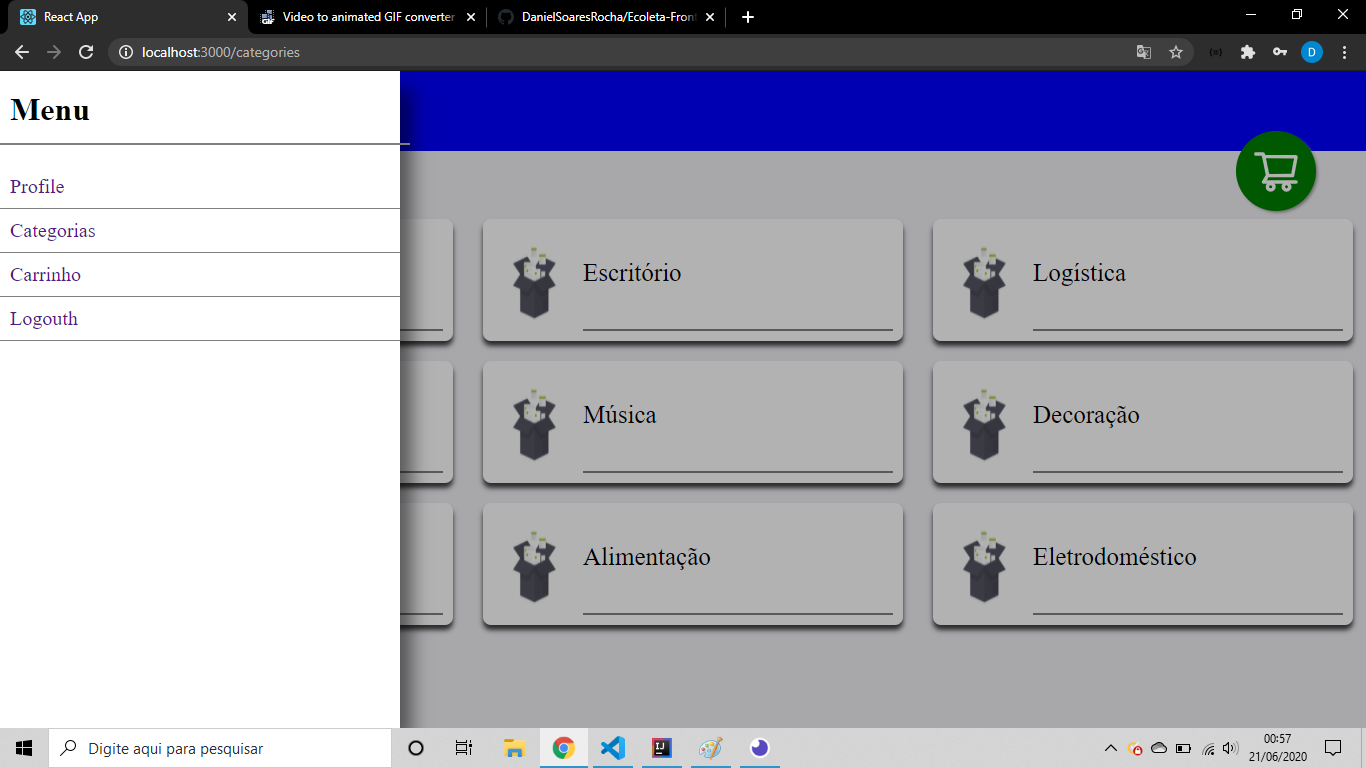 React App
Video to animated GIF converter
DanielSoaresRocha/Ecoleta-Front
localhost:3000/categories
D
Menu
Profile
Categorias
Carrinho
Logouth
Escritório
Logística
Música
Decoração
Alimentação
Eletrodoméstico
Digite aqui para pesquisar
IJ
00:57
21/06/2020